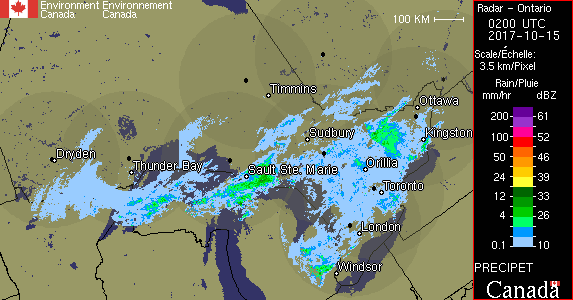 Environment Environnement
Canada Canada
100 KM
Timmins
Ottawa
Sudbury
Kingston
Dryden
Thunder Bay
Sault Ste. Marie
Orillia
Toronto
London
Windsor
Radar - Ontario
0200 UTC
2017-10-15
Scale/Échelle:
3.5 km/Pixel
Rain/Pluie
mm/hr dBZ
200 61
100 52
50 46
24 39
12 33
4 26
1 18
0.1 10
PRECIPET
Canada